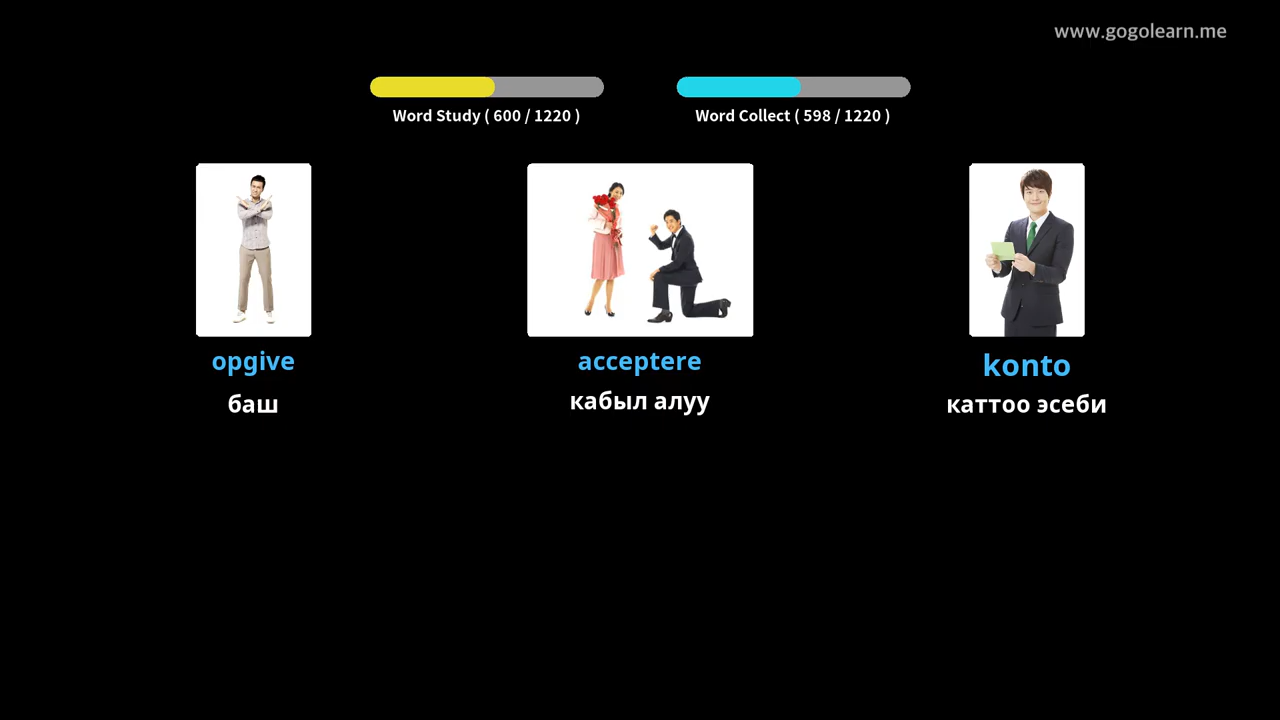 www.gogolearn.me
Word Study ( 600 / 1220 )
Word Collect ( 598 / 1220 )
opgive
баш
acceptere
кабыл алуу
konto
каттоо эсеби